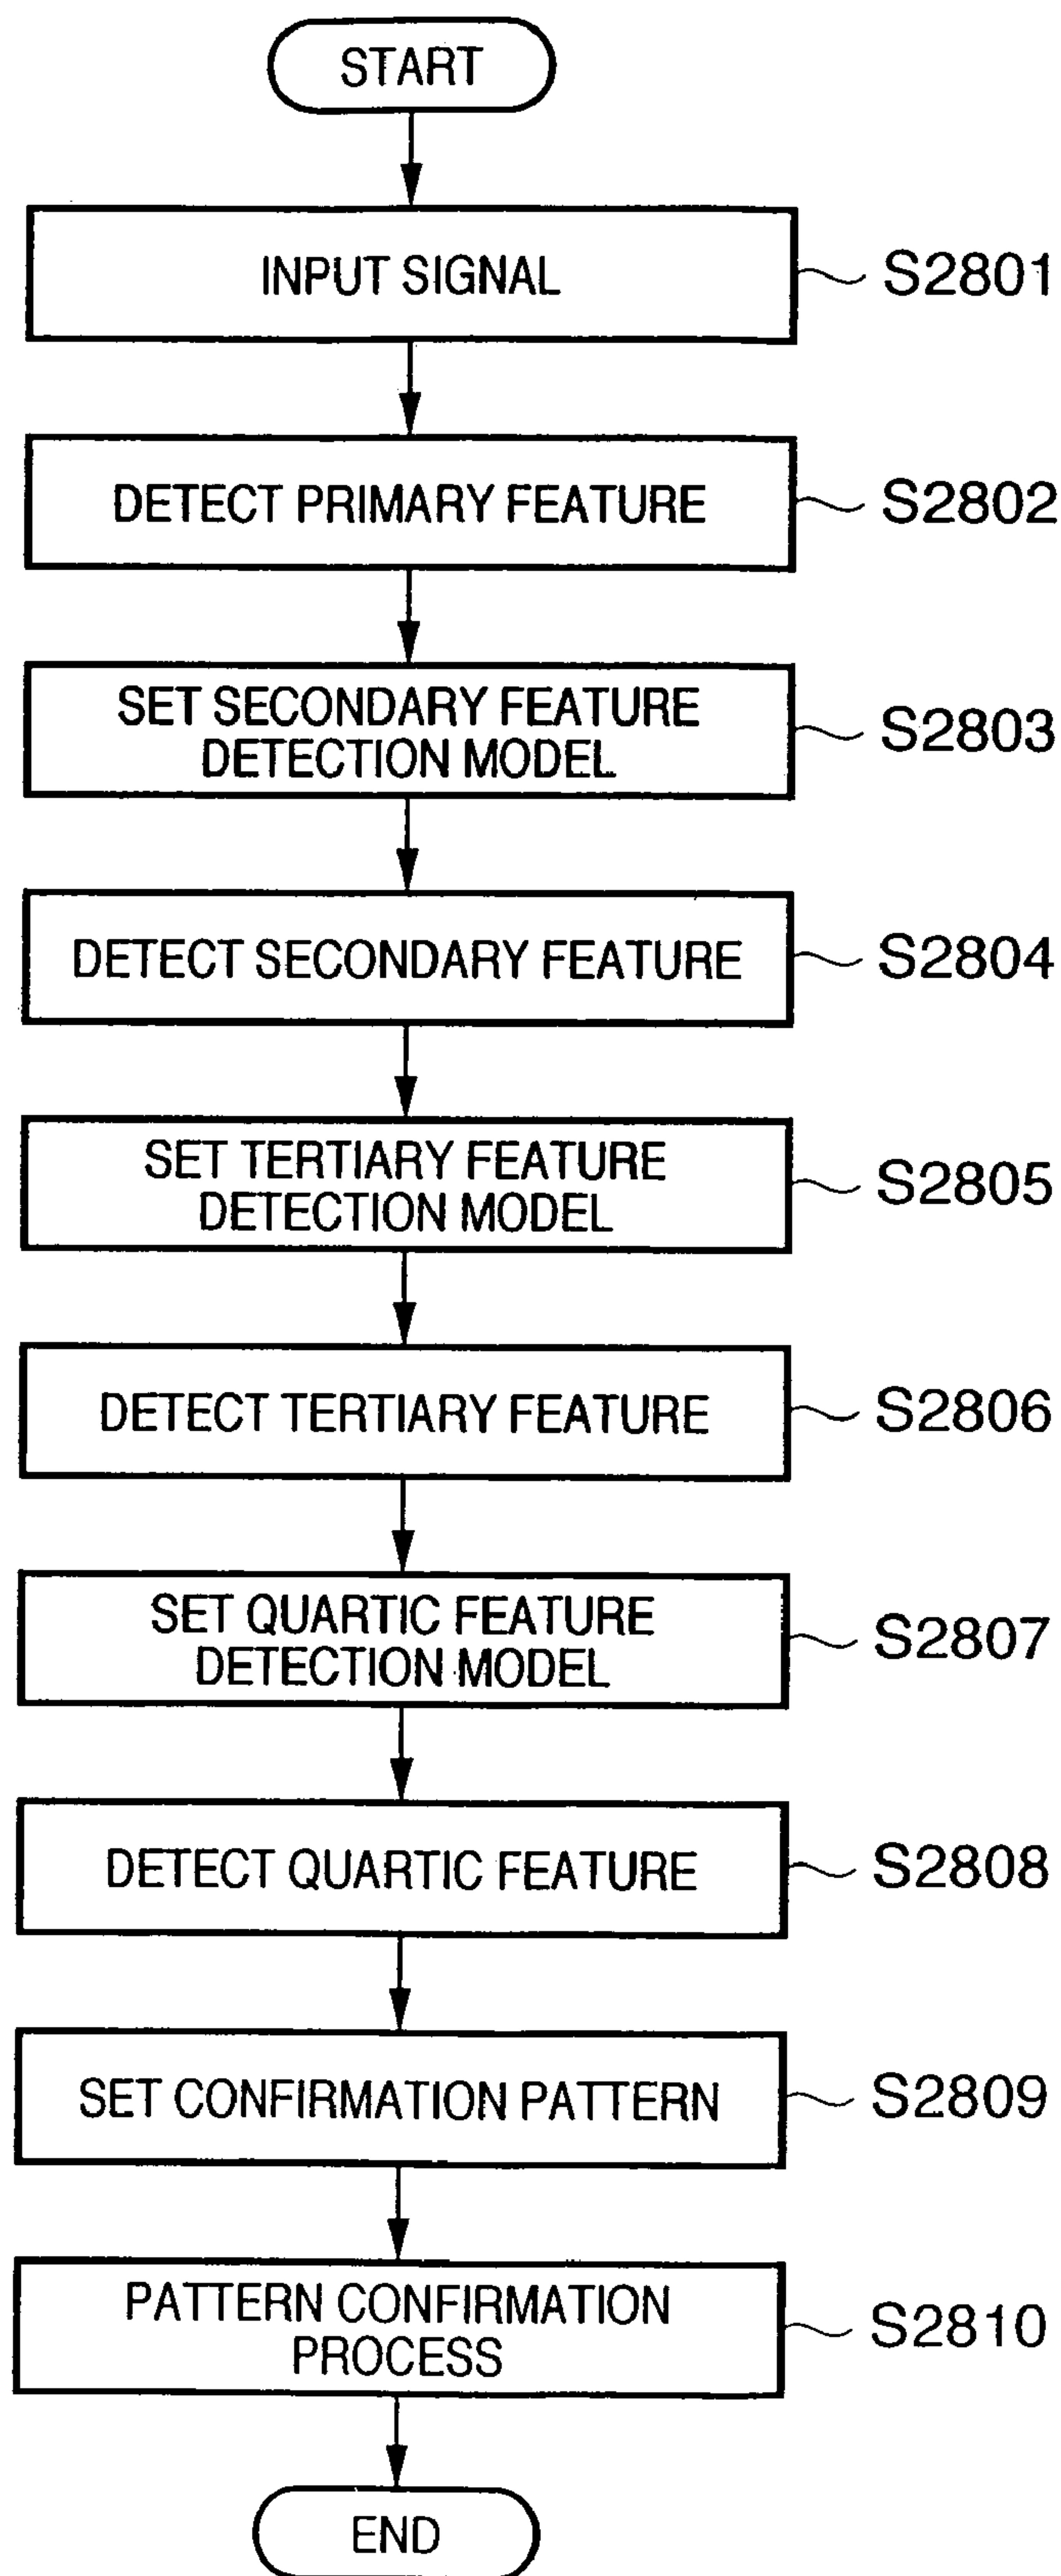 START
INPUT SIGNAL
S2801
DETECT PRIMARY FEATURE
S2802
SET SECONDARY FEATURE
DETECTION MODEL
S2803
DETECT SECONDARY FEATURE
S2804
SET TERTIARY FEATURE
DETECTION MODEL
S2805
DETECT TERTIARY FEATURE
S2806
SET QUARTIC FEATURE
DETECTION MODEL
S2807
DETECT QUARTIC FEATURE
S2808
SET CONFIRMATION PATTERN
S2809
PATTERN CONFIRMATION
PROCESS
S2810
END